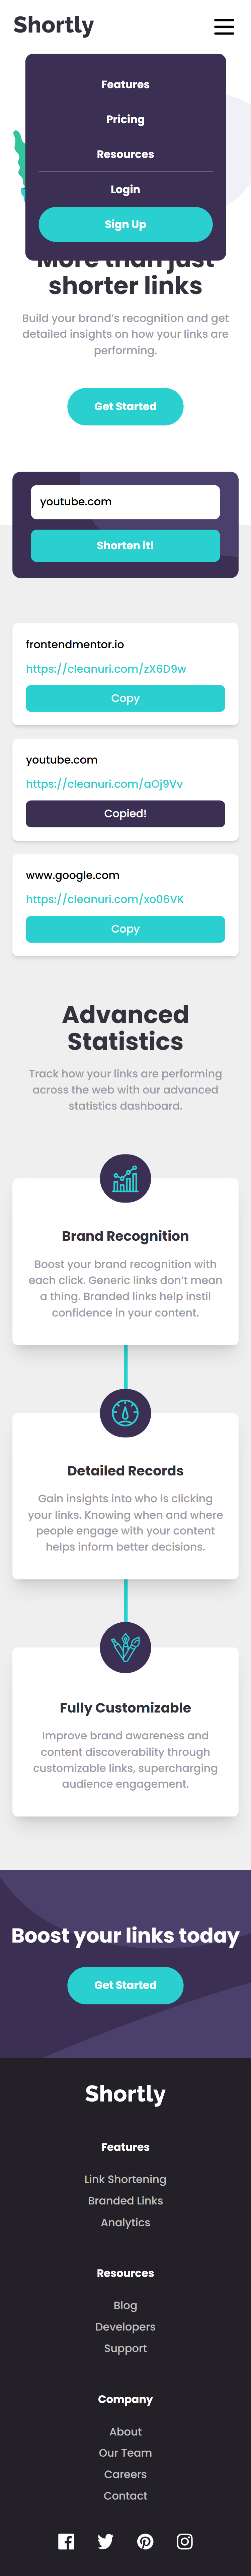 Shortly
Features
Pricing
Resources
Login
Sign Up
More than just
shorter links
Build your brand's recognition and get
detailed insights on how your links are
performing.
Get Started
youtube.com
Shorten it!
frontendmentor.io
https://cleanuri.com/zX6D9w
Copy
youtube.com
https://cleanuri.com/aOj9Vv
Copied!
www.google.com
https://cleanuri.com/xo06VK
Copy
Advanced
Statistics
Track how your links are performing
across the web with our advanced
statistics dashboard.
Brand Recognition
Boost your brand recognition with
each click. Generic links don't mean
a thing. Branded links help instil
confidence in your content.
Detailed Records
Gain insights into who is clicking
your links. Knowing when and where
people engage with your content
helps inform better decisions.
Fully Customizable
Improve brand awareness and
content discoverability through
customizable links, supercharging
audience engagement.
Boost your links today
Get Started
Shortly
Features
Link Shortening
Branded Links
Analytics
Resources
Blog
Developers
Support
Company
About
Our Team
Careers
Contact